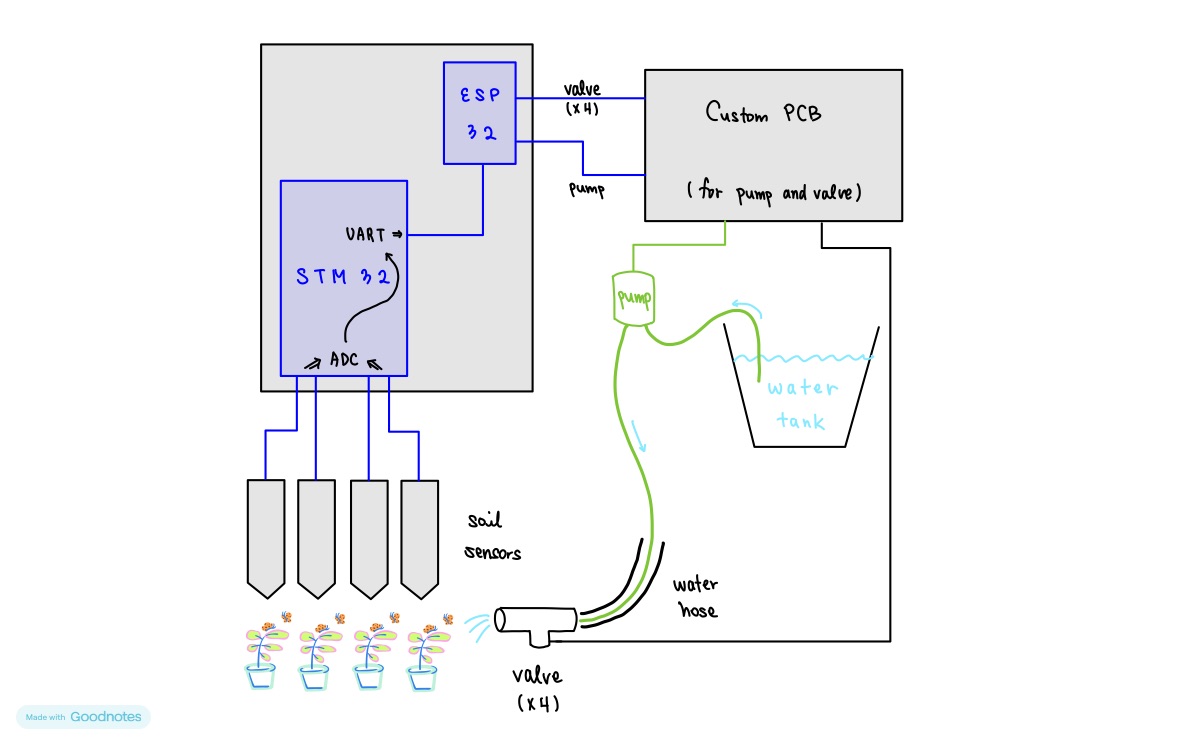 ESP
32
valve
(x4)
pump
Custom PCB
(for pump and valve)
UART ⇒
STM 32
ADC
pump
water
tank
soil
sensors
water
hose
valve
(x4)
Made with Goodnotes